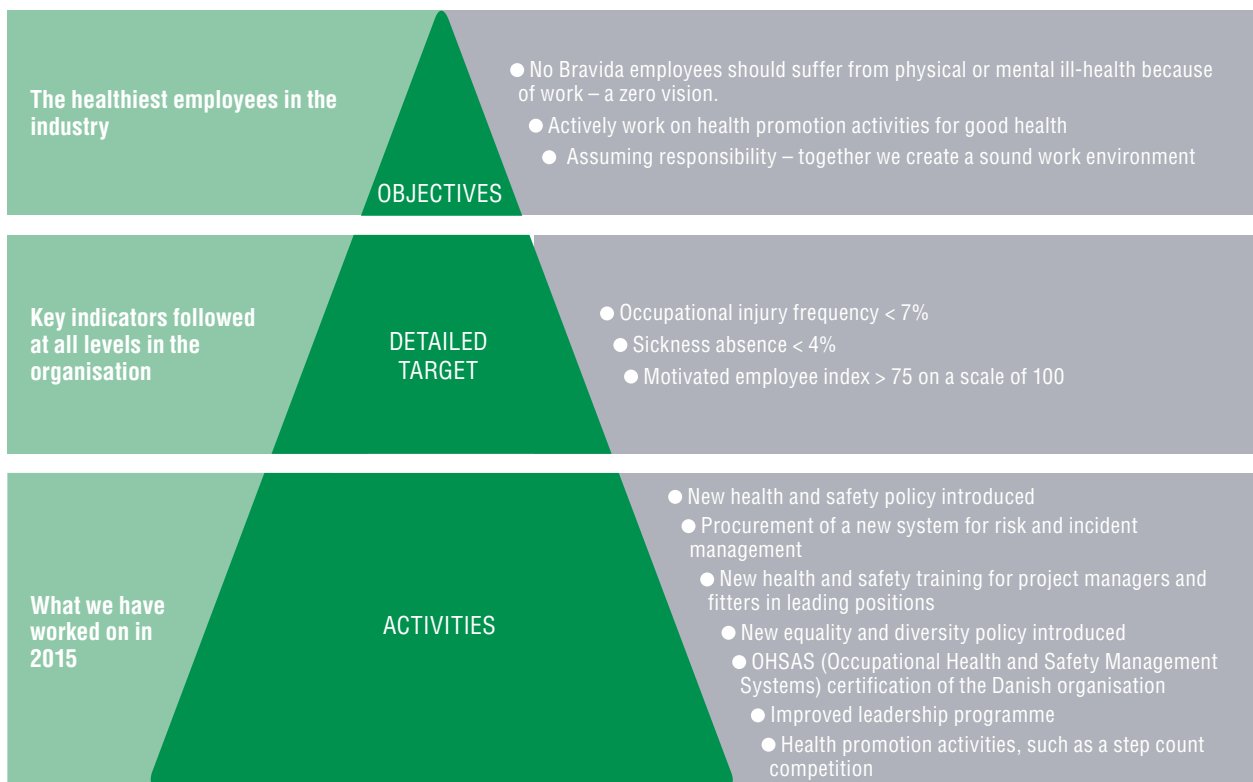 The healthiest employees in the
industry
OBJECTIVES
● No Bravida employees should suffer from physical or mental ill-health because
of work – a zero vision.
● Actively work on health promotion activities for good health
● Assuming responsibility – together we create a sound work environment
Key indicators followed
at all levels in the
organisation
DETAILED
TARGET
● Occupational injury frequency < 7%
● Sickness absence < 4%
● Motivated employee index > 75 on a scale of 100
What we have
worked on in
2015
ACTIVITIES
● New health and safety policy introduced
● Procurement of a new system for risk and incident
management
● New health and safety training for project managers and
fitters in leading positions
● New equality and diversity policy introduced
● OHSAS (Occupational Health and Safety Management
Systems) certification of the Danish organisation
● Improved leadership programme
● Health promotion activities, such as a step count
competition